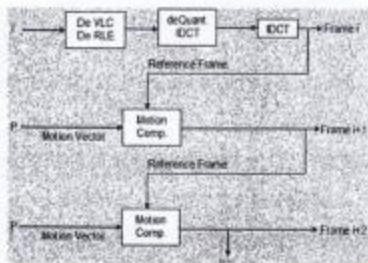 I
De VLC
De RLE
deQuant
IDCT
IDCT
Frame i
Reference Frame
P
Motion Vector
Motion
Comp.
Frame i+1
Reference Frame
P
Motion Vector
Motion
Comp.
Frame i+2